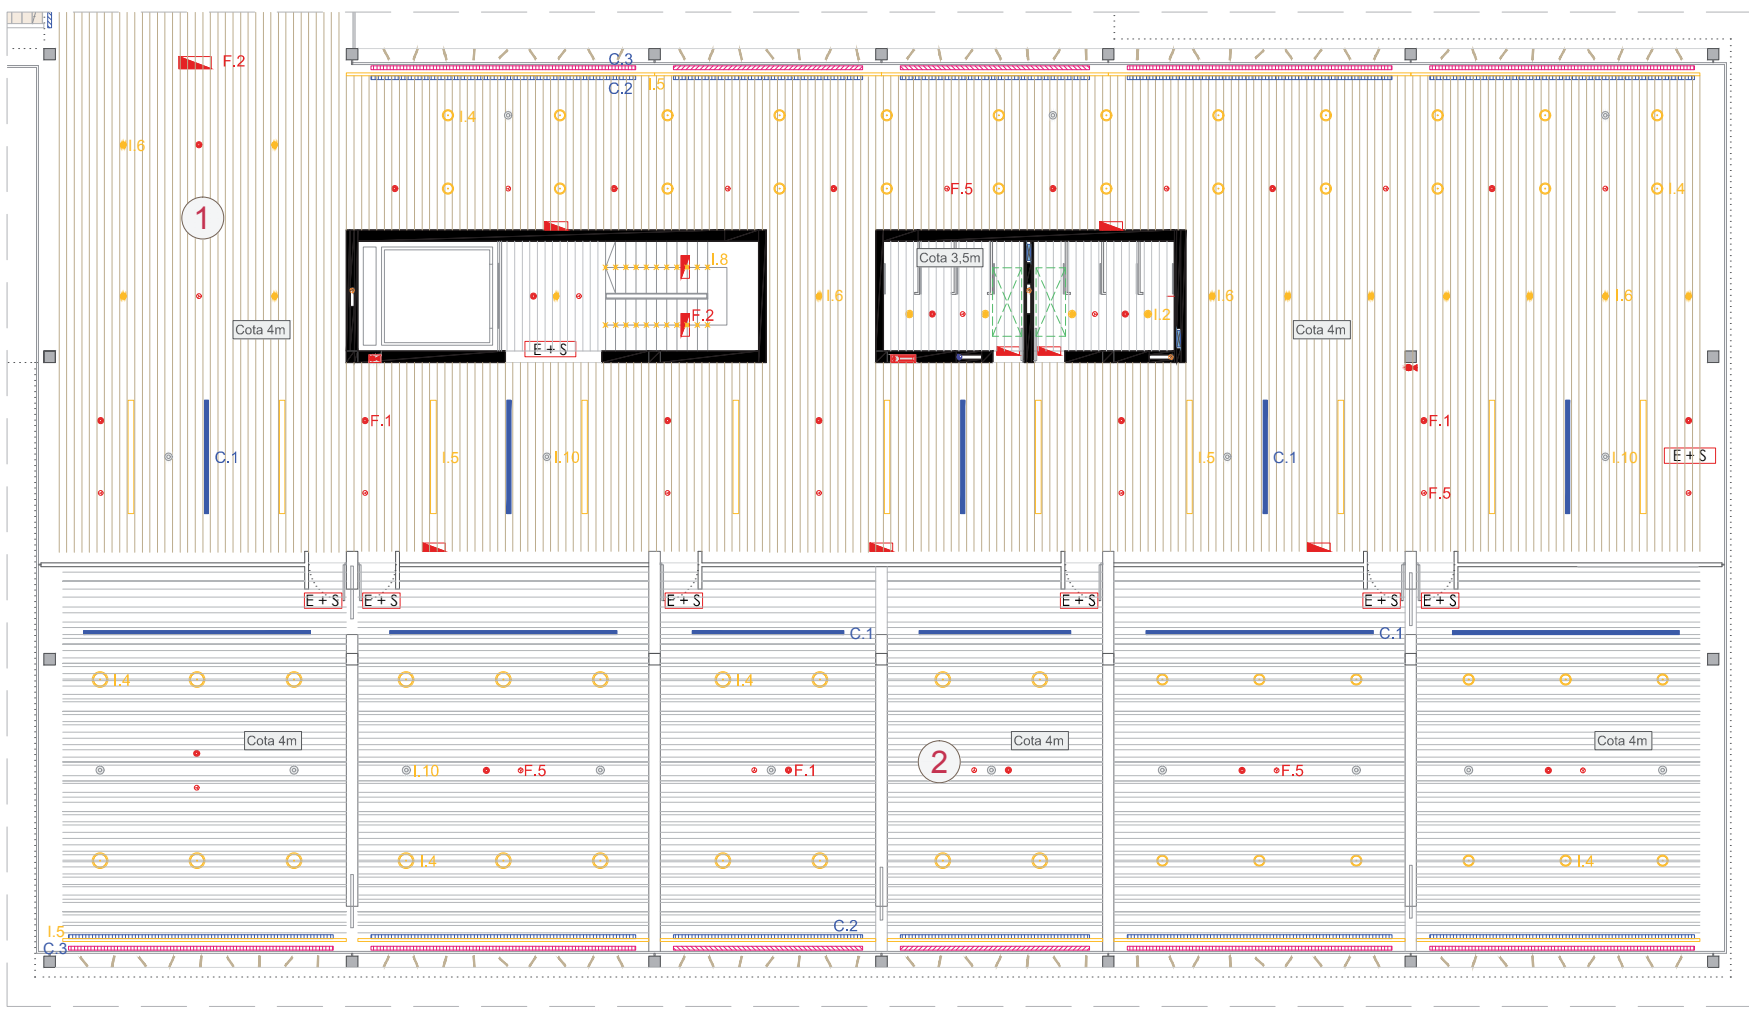 C.3
F.2
C.2
I.5
I.4
I.6
F.5
I.4
1
Cota 3,5m
I.8
I.6
I.6
I.6
F.2
I.2
Cota 4m
Cota 4m
E + S
F.1
F.1
C.1
I.5
I.10
I.5
C.1
I.10
E + S
F.5
E + S
E + S
E + S
E + S
E + S
E + S
C.1
C.1
I.4
I.4
Cota 4m
Cota 4m
Cota 4m
2
I.10
F.5
F.1
F.5
I.4
I.4
C.2
I.5
C.3